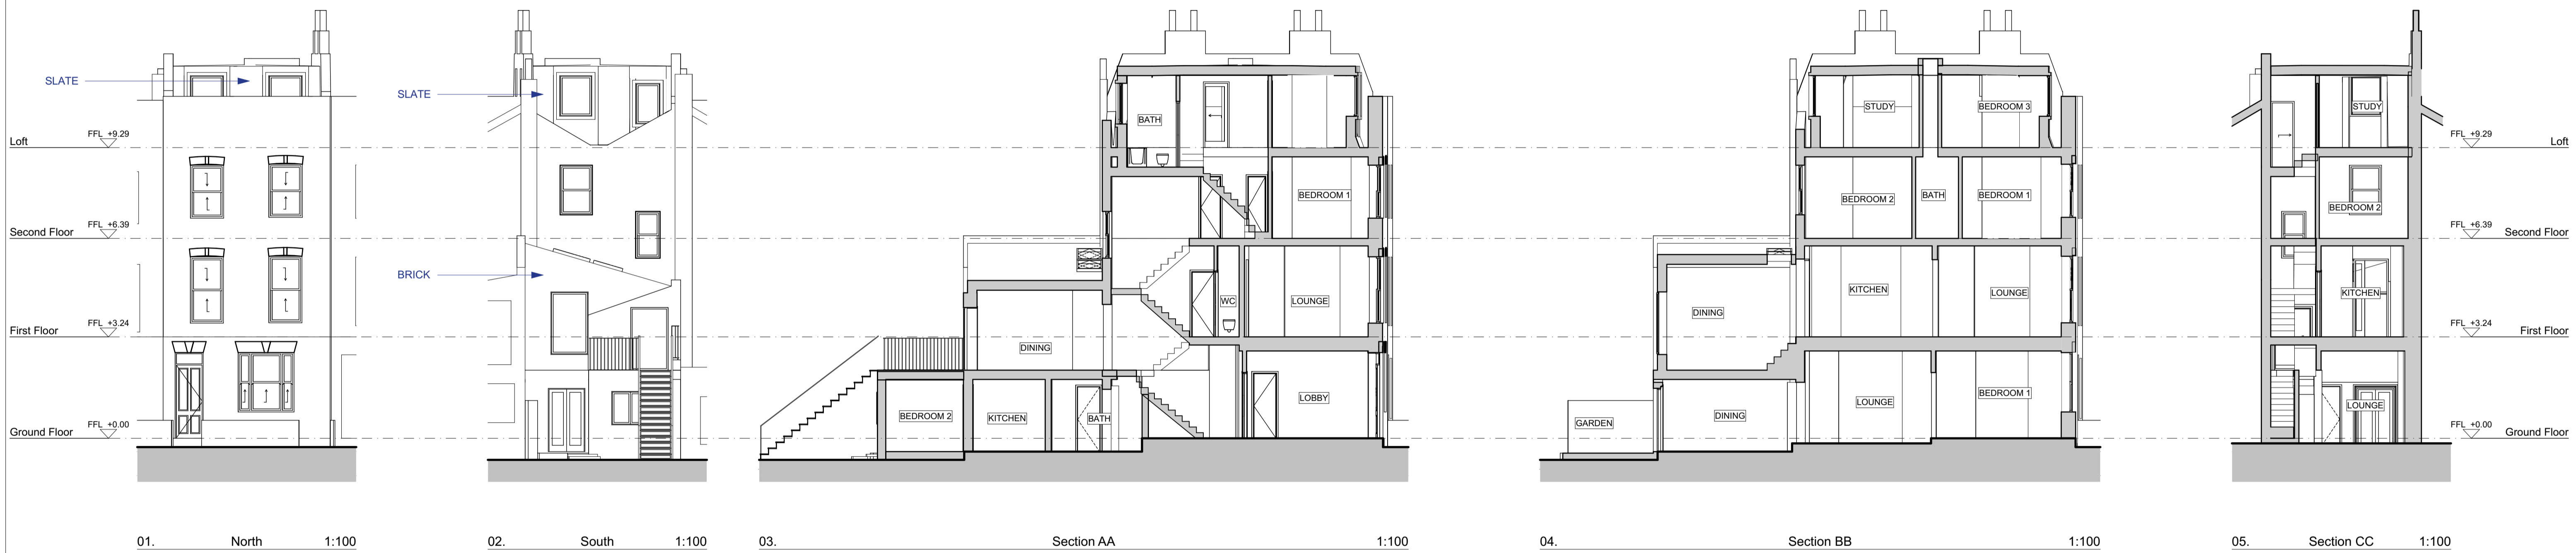 SLATE
Loft FFL +9.29
Second Floor FFL +6.39
First Floor FFL +3.24
Ground Floor FFL +0.00
01. North 1:100
SLATE
BRICK
02. South 1:100
BATH
BEDROOM 1
WC
LOUNGE
DINING
LOBBY
BEDROOM 2
KITCHEN
BATH
03. Section AA 1:100
STUDY
BEDROOM 3
BEDROOM 2
BATH
BEDROOM 1
KITCHEN
LOUNGE
DINING
BEDROOM 1
LOUNGE
DINING
GARDEN
04. Section BB 1:100
STUDY
BEDROOM 2
KITCHEN
LOUNGE
FFL +9.29 Loft
FFL +6.39 Second Floor
FFL +3.24 First Floor
FFL +0.00 Ground Floor
05. Section CC 1:100